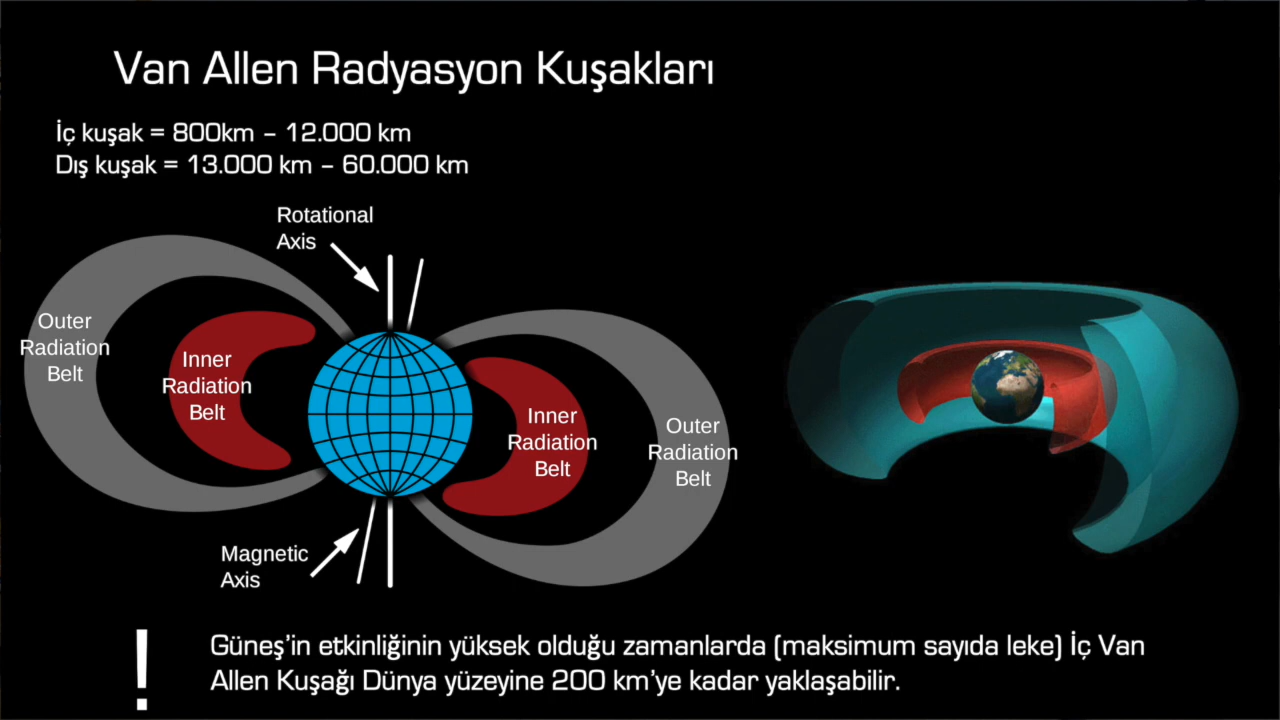 Van Allen Radyasyon Kuşakları
İç kuşak = 800km – 12.000 km
Dış kuşak = 13.000 km – 60.000 km
Rotational
Axis
Outer
Radiation
Belt
Inner
Radiation
Belt
Inner
Radiation
Belt
Outer
Radiation
Belt
Magnetic
Axis
!
Güneş'in etkinliğinin yüksek olduğu zamanlarda (maksimum sayıda leke) İç Van
Allen Kuşağı Dünya yüzeyine 200 km'ye kadar yaklaşabilir.